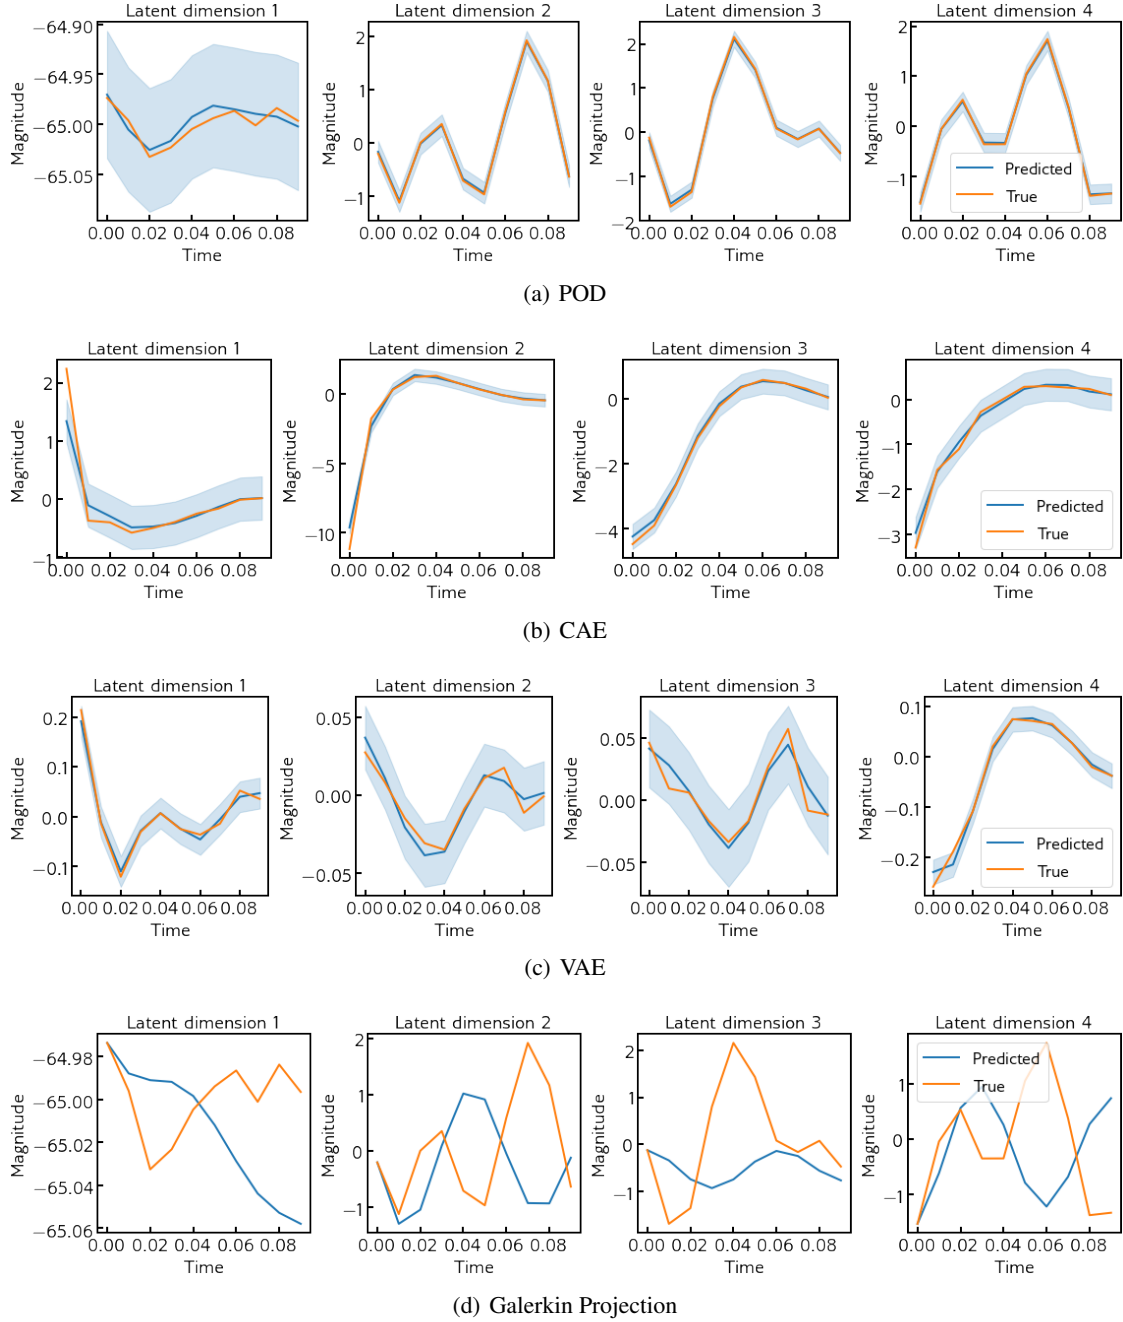 Latent dimension 1
Latent dimension 2
Latent dimension 3
Latent dimension 4
Magnitude
−64.90
−64.95
−65.00
−65.05
0.00 0.02 0.04 0.06 0.08
Time
Magnitude
2
1
0
−1
0.00 0.02 0.04 0.06 0.08
Time
Magnitude
2
1
0
−1
−2
0.00 0.02 0.04 0.06 0.08
Time
Magnitude
2
1
0
−1
Predicted
True
0.00 0.02 0.04 0.06 0.08
Time
(a) POD
Latent dimension 1
Latent dimension 2
Latent dimension 3
Latent dimension 4
Magnitude
2
1
0
−1
0.00 0.02 0.04 0.06 0.08
Time
Magnitude
0
−5
−10
0.00 0.02 0.04 0.06 0.08
Time
Magnitude
0
−2
−4
0.00 0.02 0.04 0.06 0.08
Time
Magnitude
0
−1
−2
−3
Predicted
True
0.00 0.02 0.04 0.06 0.08
Time
(b) CAE
Latent dimension 1
Latent dimension 2
Latent dimension 3
Latent dimension 4
Magnitude
0.2
0.1
0.0
−0.1
0.00 0.02 0.04 0.06 0.08
Time
Magnitude
0.05
0.00
−0.05
0.00 0.02 0.04 0.06 0.08
Time
Magnitude
0.05
0.00
−0.05
0.00 0.02 0.04 0.06 0.08
Time
Magnitude
0.1
0.0
−0.1
−0.2
Predicted
True
0.00 0.02 0.04 0.06 0.08
Time
(c) VAE
Latent dimension 1
Latent dimension 2
Latent dimension 3
Latent dimension 4
Magnitude
−64.98
−65.00
−65.02
−65.04
−65.06
0.00 0.02 0.04 0.06 0.08
Time
Magnitude
2
1
0
−1
0.00 0.02 0.04 0.06 0.08
Time
Magnitude
2
1
0
−1
0.00 0.02 0.04 0.06 0.08
Time
Magnitude
1
0
−1
Predicted
True
0.00 0.02 0.04 0.06 0.08
Time
(d) Galerkin Projection